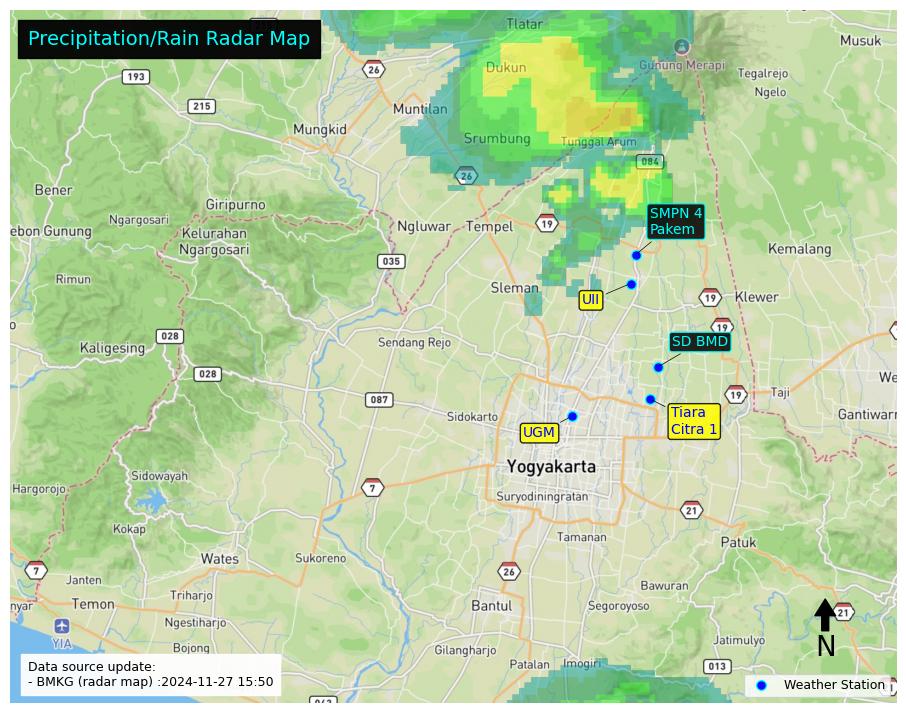 Precipitation/Rain Radar Map
Tlatar
Musuk
26
Dukun
Gunung Merapi
Tegalrejo
193
Ngelo
215
Muntilan
Mungkid
Srumbung
Tunggal Arum
084
26
Bener
Giripurno
SMPN 4
Pakem
Ngargosari
Ngluwar
Tempel
19
ebon Gunung
Kelurahan
Ngargosari
Kemalang
035
Rimun
Sleman
UII
19
Klewer
19
028
Kaligesing
Sendang Rejo
SD BMD
028
We
Taji
19
087
Sidokarto
Tiara
Citra 1
Gantiwarn
UGM
Yogyakarta
Sidowayah
Hargorojo
7
Suryodiningratan
21
Kokap
Tamanan
Patuk
Wates
Sukoreno
7
26
Janten
Bawuran
Triharjo
nyar
Temon
Bantul
Segoroyoso
21
Ngestiharjo
YIA
Jatimulyo
N
Bojong
Gilangharjo
Patalan
Imogiri
013
Data source update:
- BMKG (radar map) :2024-11-27 15:50
Weather Station